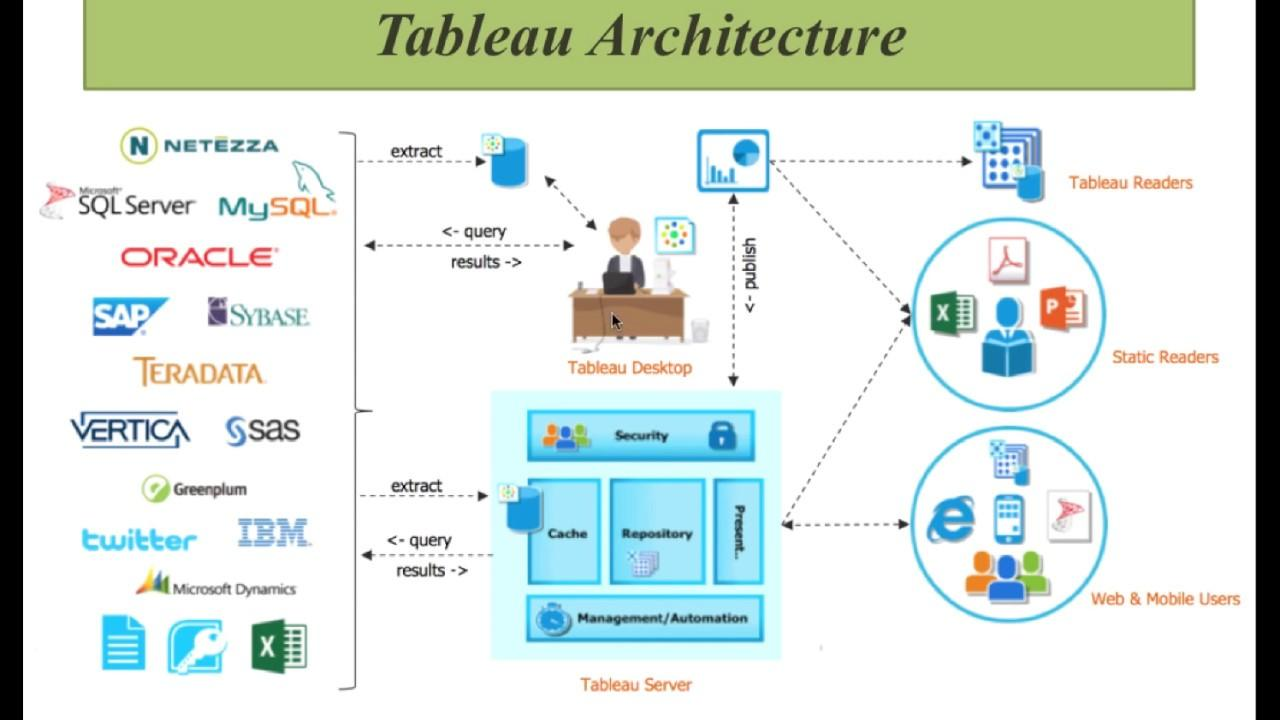 Tableau Architecture
N NETĒZZA
Microsoft
SQL Server
MySQL
ORACLE
SAP
SYBASE
TERADATA
VERTICA
sas
Greenplum
twitter
IBM
Microsoft Dynamics
X
extract
<- query
results ->
Tableau Desktop
<- publish
Tableau Readers
X
P
Static Readers
extract
<- query
results ->
Security
Cache
Repository
Present..
Management/Automation
Tableau Server
Web & Mobile Users